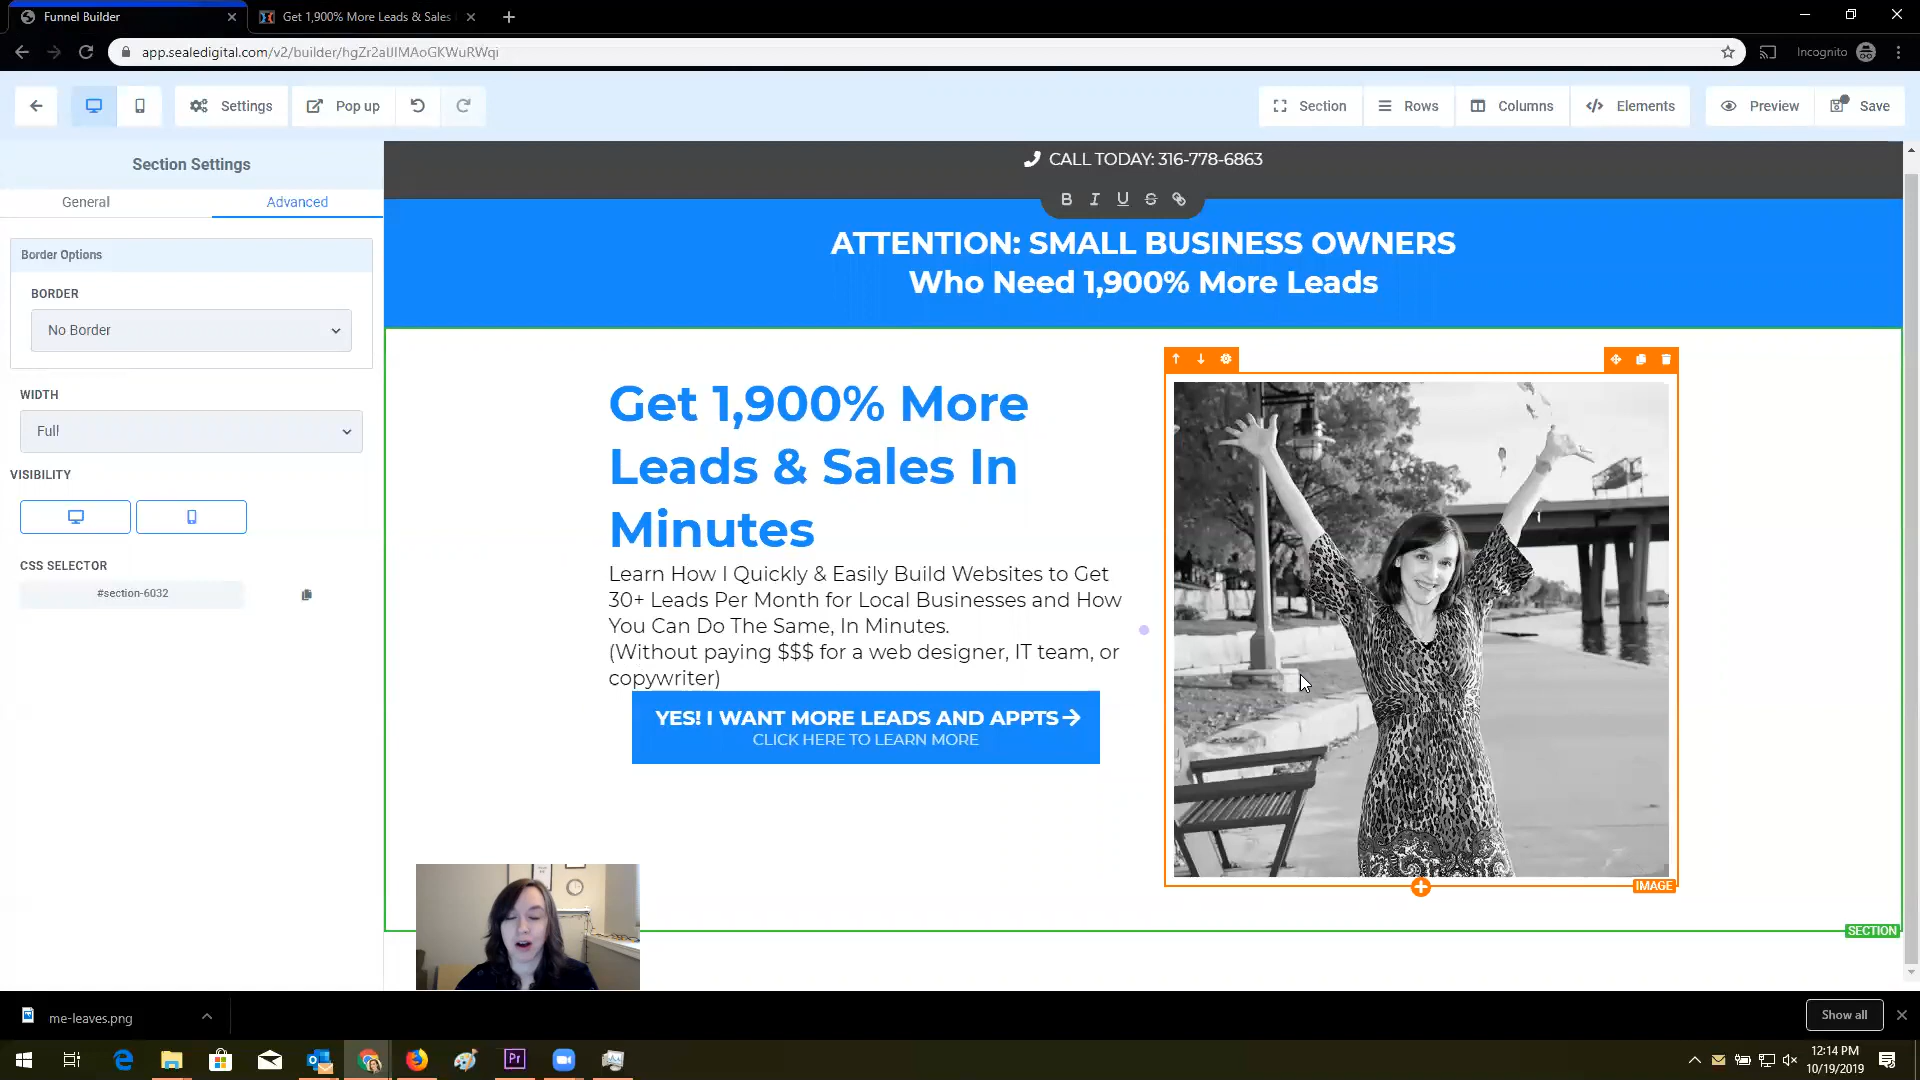 Funnel Builder
Get 1,900% More Leads & Sales
app.sealedigital.com/v2/builder/hgZr2alJIMAoGKWuRWqi
Incognito
Settings
Pop up
Section
Rows
Columns
Elements
Preview
Save
Section Settings
General
Advanced
Border Options
BORDER
No Border
WIDTH
Full
VISIBILITY
CSS SELECTOR
#section-6032
CALL TODAY: 316-778-6863
B I U S
ATTENTION: SMALL BUSINESS OWNERS
Who Need 1,900% More Leads
Get 1,900% More
Leads & Sales In
Minutes
Learn How I Quickly & Easily Build Websites to Get
30+ Leads Per Month for Local Businesses and How
You Can Do The Same, In Minutes.
(Without paying $$$ for a web designer, IT team, or
copywriter)
YES! I WANT MORE LEADS AND APPTS
CLICK HERE TO LEARN MORE
IMAGE
SECTION
me-leaves.png
Show all
Pr
12:14 PM
10/19/2019